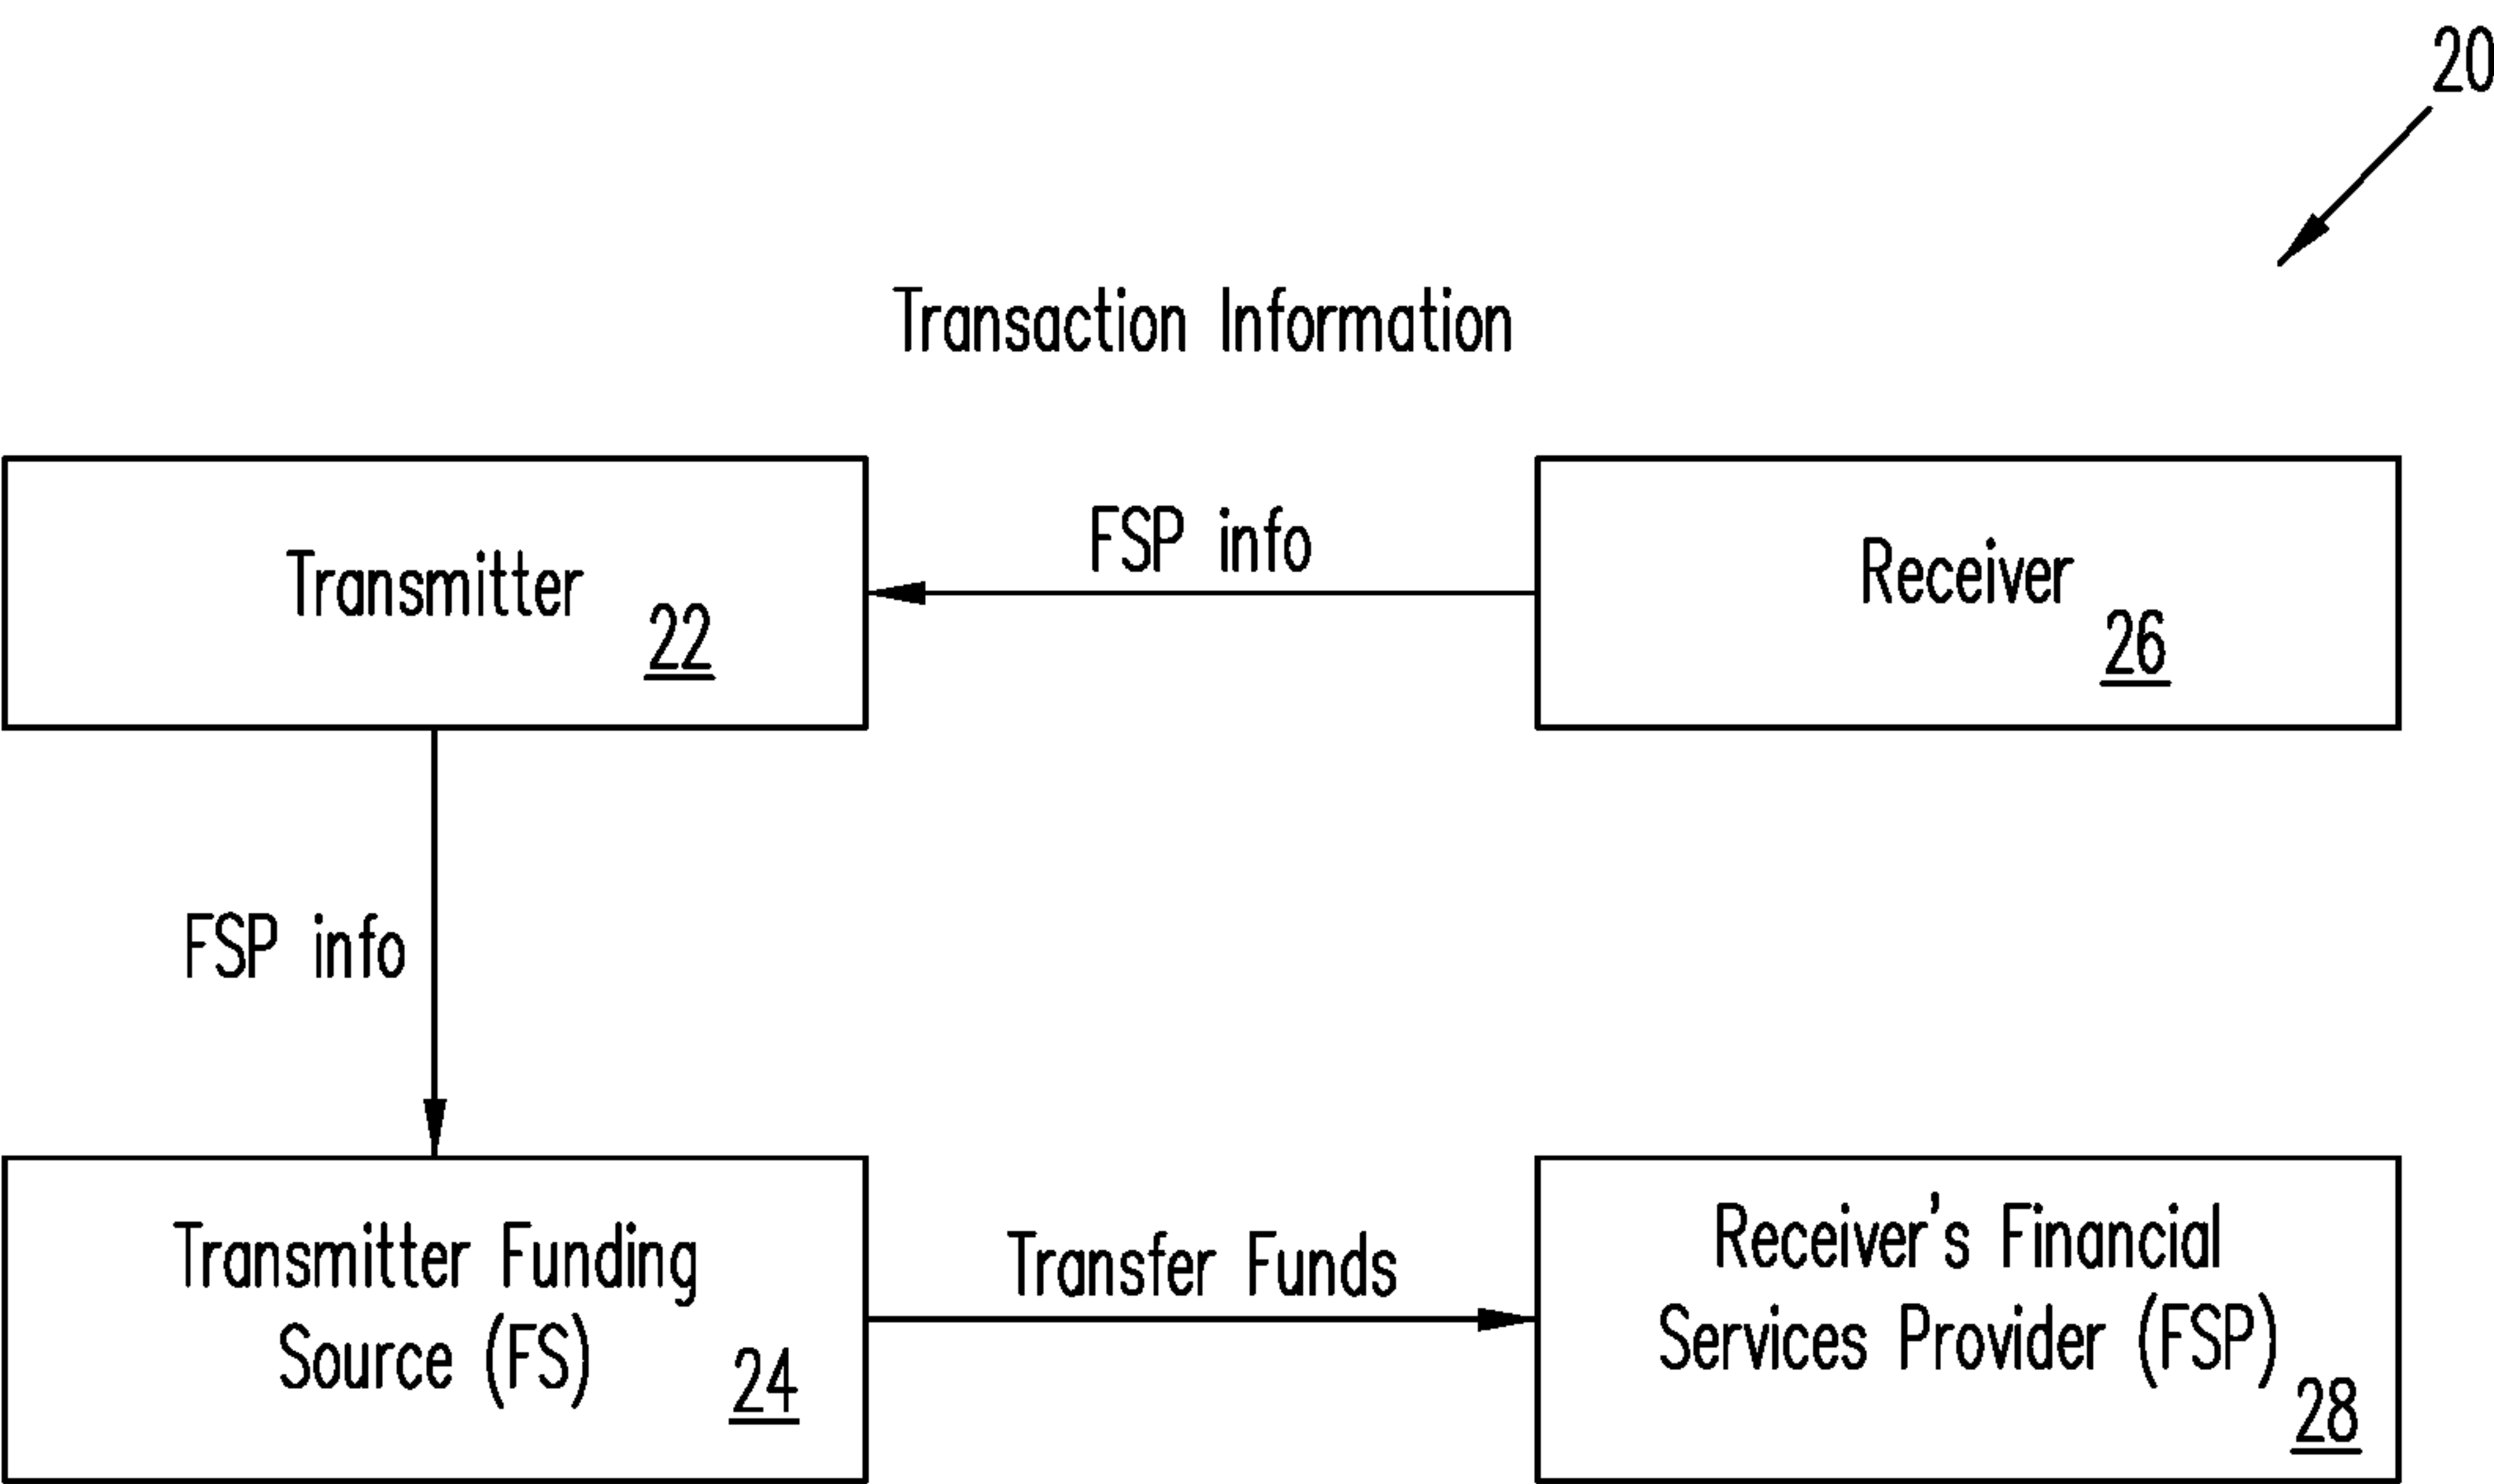 20
Transaction Information
Transmitter
22
FSP info
Receiver
26
FSP info
Transmitter Funding
Source (FS)
24
Transfer Funds
Receiver's Financial
Services Provider (FSP)
28